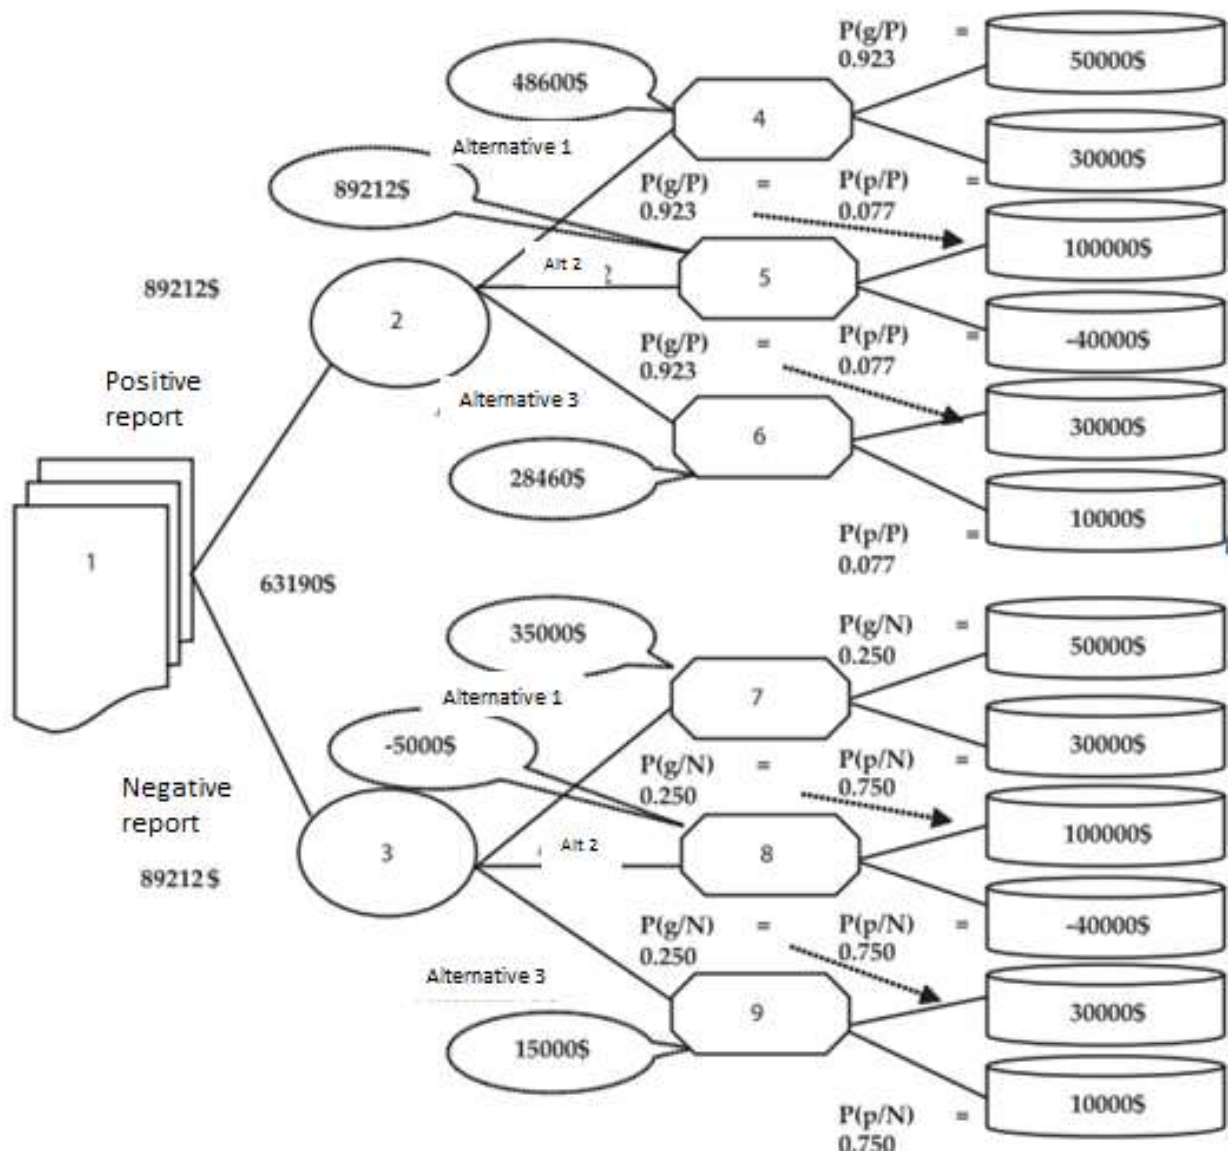 P(g/P) =
0.923
50000$
48600$
4
30000$
Alternative 1
89212$
P(g/P) =
0.923
P(p/P) =
0.077
100000$
Alt 2
5
89212$
2
-40000$
P(g/P) =
0.923
P(p/P) =
0.077
Positive
report
Alternative 3
6
30000$
28460$
10000$
P(p/P) =
0.077
1
63190$
35000$
P(g/N) =
0.250
50000$
7
Alternative 1
30000$
-5000$
P(g/N) =
0.250
P(p/N) =
0.750
Negative
report
100000$
3
Alt 2
8
89212$
-40000$
P(g/N) =
0.250
P(p/N) =
0.750
Alternative 3
9
30000$
15000$
10000$
P(p/N) =
0.750